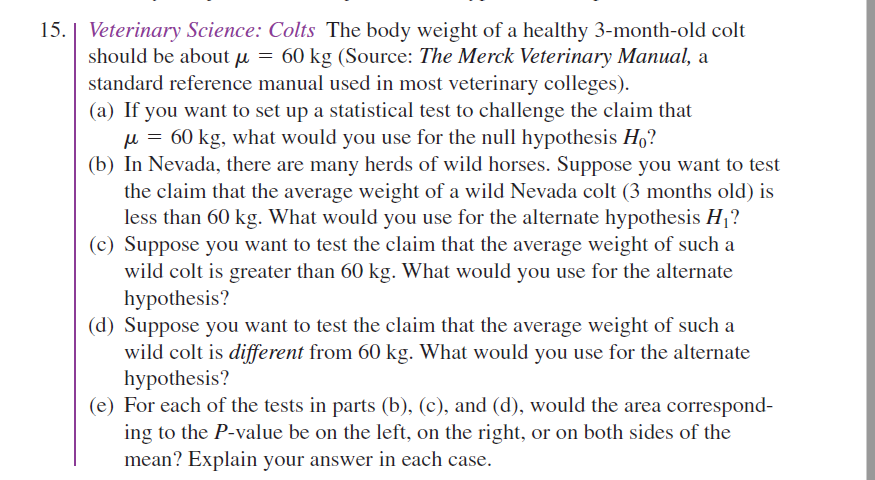 15. Veterinary Science: Colts The body weight of a healthy 3-month-old colt
should be about μ = 60 kg (Source: The Merck Veterinary Manual, a
standard reference manual used in most veterinary colleges).
(a) If you want to set up a statistical test to challenge the claim that
μ = 60 kg, what would you use for the null hypothesis H₀?
(b) In Nevada, there are many herds of wild horses. Suppose you want to test
the claim that the average weight of a wild Nevada colt (3 months old) is
less than 60 kg. What would you use for the alternate hypothesis H₁?
(c) Suppose you want to test the claim that the average weight of such a
wild colt is greater than 60 kg. What would you use for the alternate
hypothesis?
(d) Suppose you want to test the claim that the average weight of such a
wild colt is different from 60 kg. What would you use for the alternate
hypothesis?
(e) For each of the tests in parts (b), (c), and (d), would the area correspond-
ing to the P-value be on the left, on the right, or on both sides of the
mean? Explain your answer in each case.